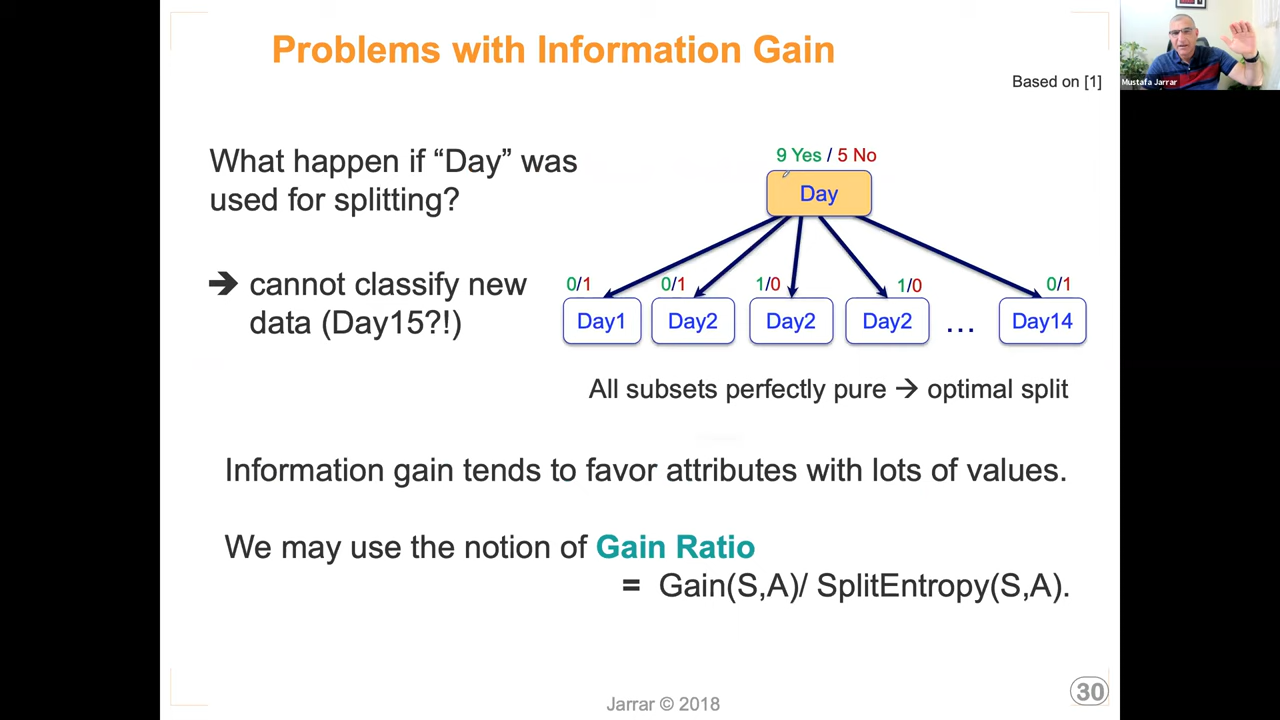 Problems with Information Gain
Based on [1]
Mustafa Jarrar
What happen if “Day” was
used for splitting?
➔ cannot classify new
data (Day15?!)
9 Yes / 5 No
Day
0/1 0/1 1/0 1/0 0/1
Day1 Day2 Day2 Day2 ... Day14
All subsets perfectly pure → optimal split
Information gain tends to favor attributes with lots of values.
We may use the notion of Gain Ratio
= Gain(S,A)/ SplitEntropy(S,A).
Jarrar © 2018
30